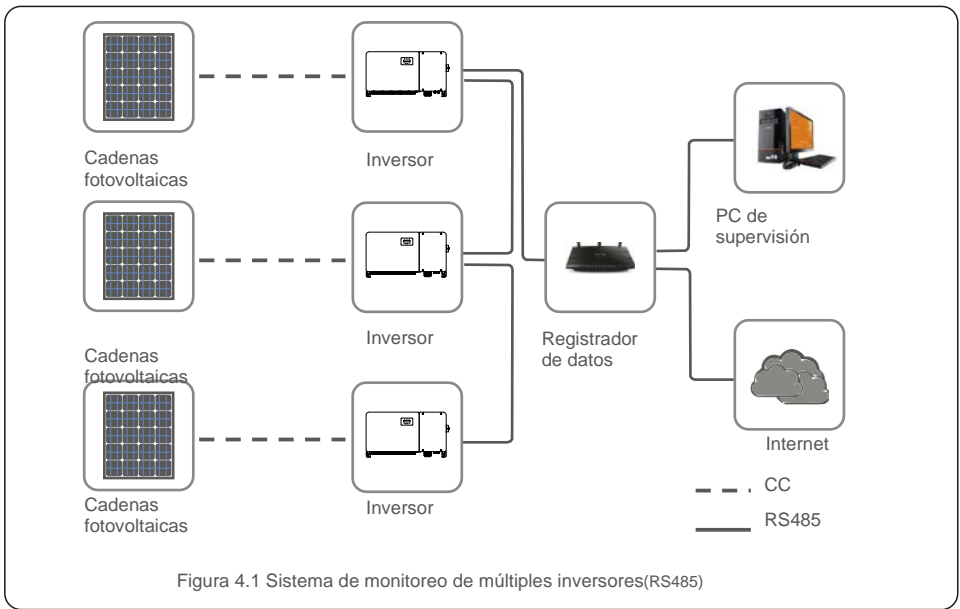 Cadenas
fotovoltaicas
Inversor
PC de
supervisión
Cadenas
fotovoltaicas
Inversor
Registrador
de datos
Internet
Cadenas
fotovoltaicas
Inversor
CC
RS485
Figura 4.1 Sistema de monitoreo de múltiples inversores(RS485)